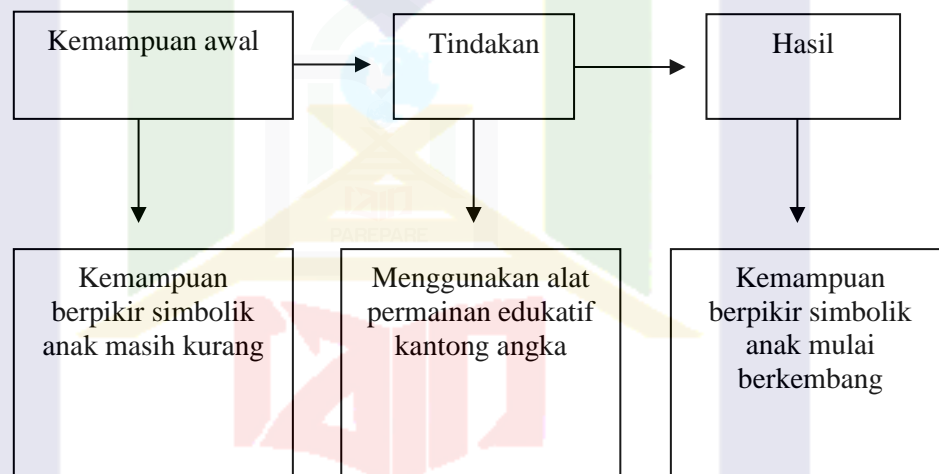 Kemampuan awal
Tindakan
Hasil
Kemampuan
berpikir simbolik
anak masih kurang
Menggunakan alat
permainan edukatif
kantong angka
Kemampuan
berpikir simbolik
anak mulai
berkembang
PAREPARE